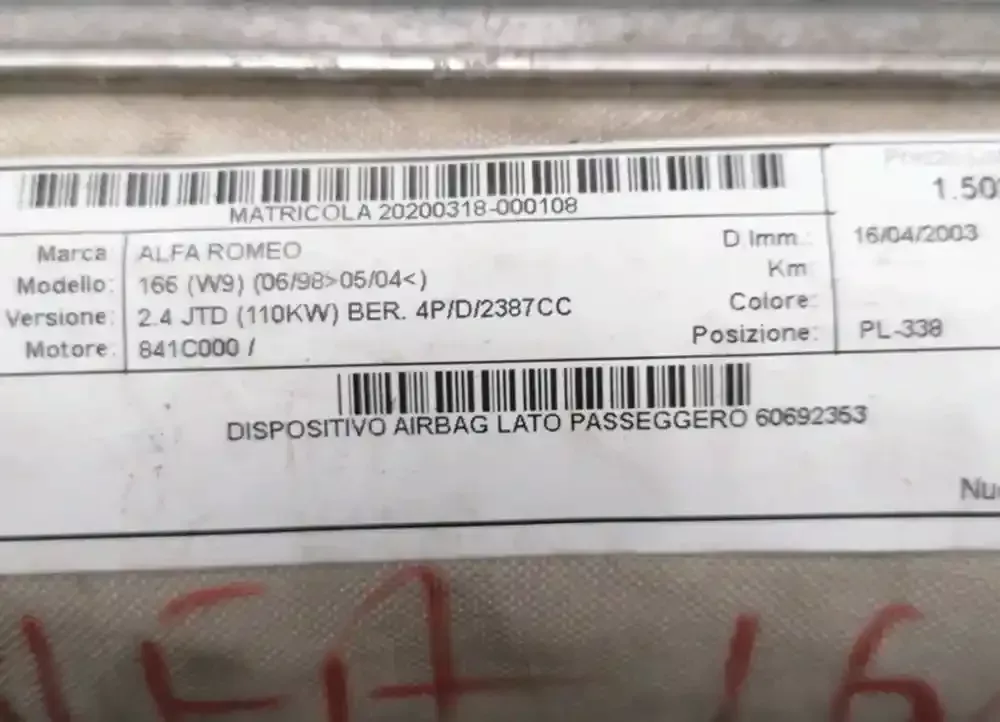 MATRICOLA 20200318-000108
1.50
Marca ALFA ROMEO
Modello: 166 (W9) (06/98>05/04<)
Versione: 2.4 JTD (110KW) BER. 4P/D/2387CC
Motore: 841C000 /
D.Imm.: 16/04/2003
Km
Colore:
Posizione: PL-338
DISPOSITIVO AIRBAG LATO PASSEGGERO 60692353